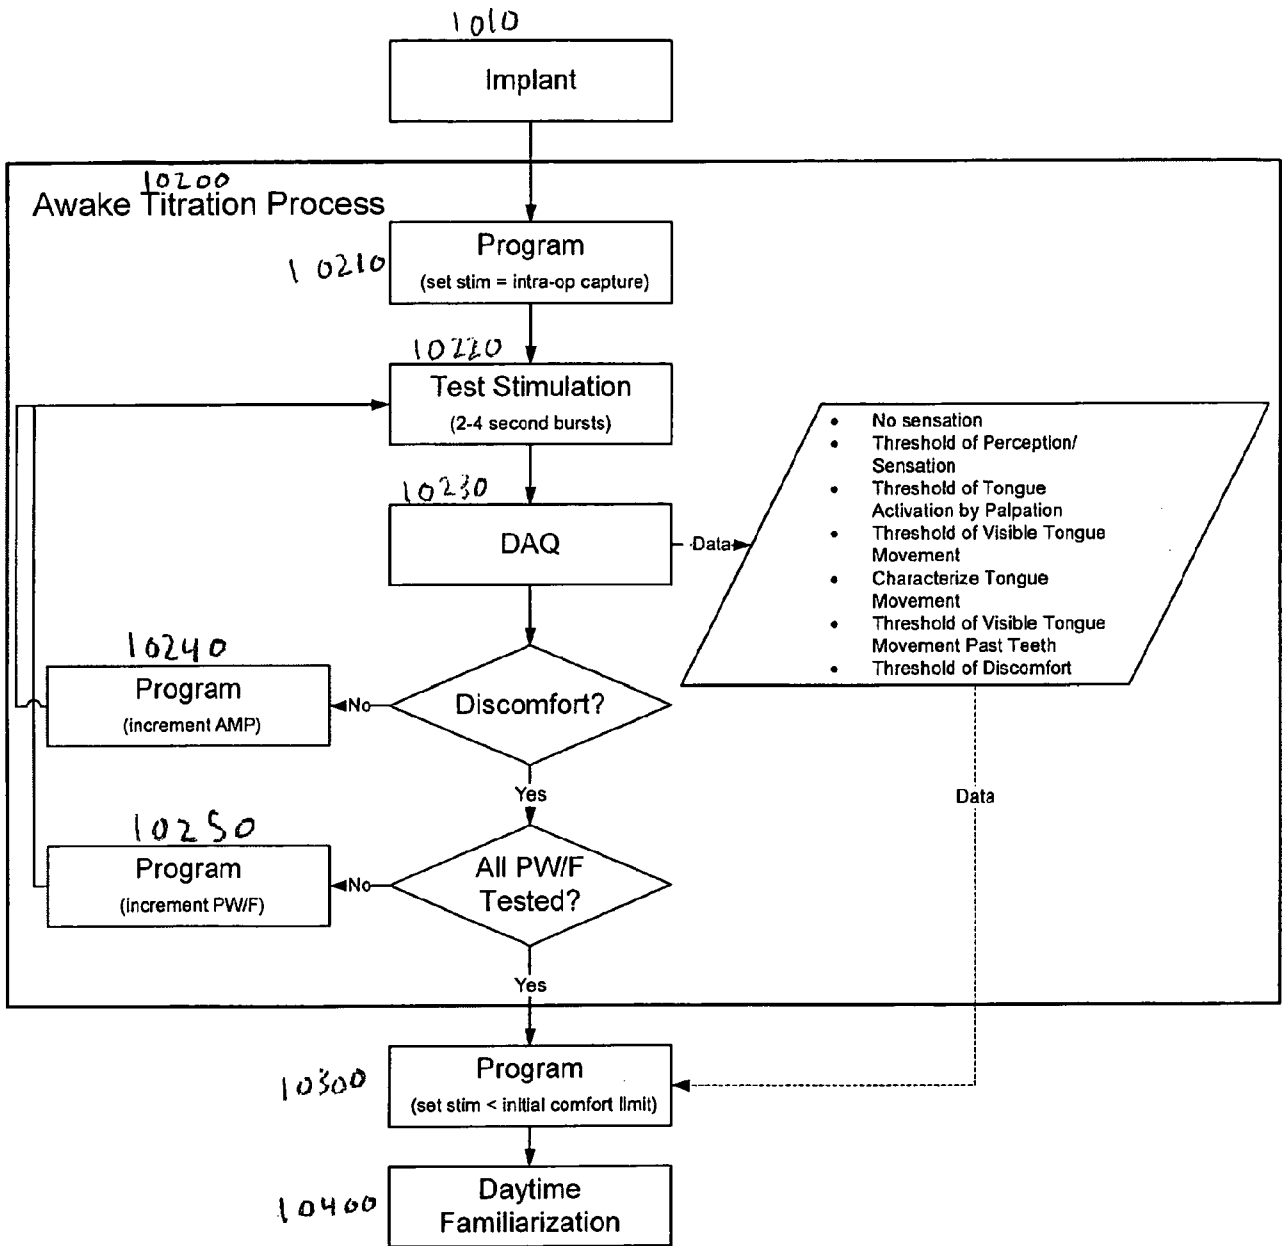 1010
Implant
10200
Awake Titration Process
Program
10210
(set stim = intra-op capture)
10220
Test Stimulation
(2-4 second bursts)
10230
DAQ
Data
• No sensation
• Threshold of Perception/
Sensation
• Threshold of Tongue
Activation by Palpation
• Threshold of Visible Tongue
Movement
• Characterize Tongue
Movement
• Threshold of Visible Tongue
Movement Past Teeth
• Threshold of Discomfort
10240
Program
(increment AMP)
No
Discomfort?
Yes
Data
10250
Program
(increment PW/F)
No
All PW/F
Tested?
Yes
10300
Program
(set stim < initial comfort limit)
10400
Daytime
Familiarization